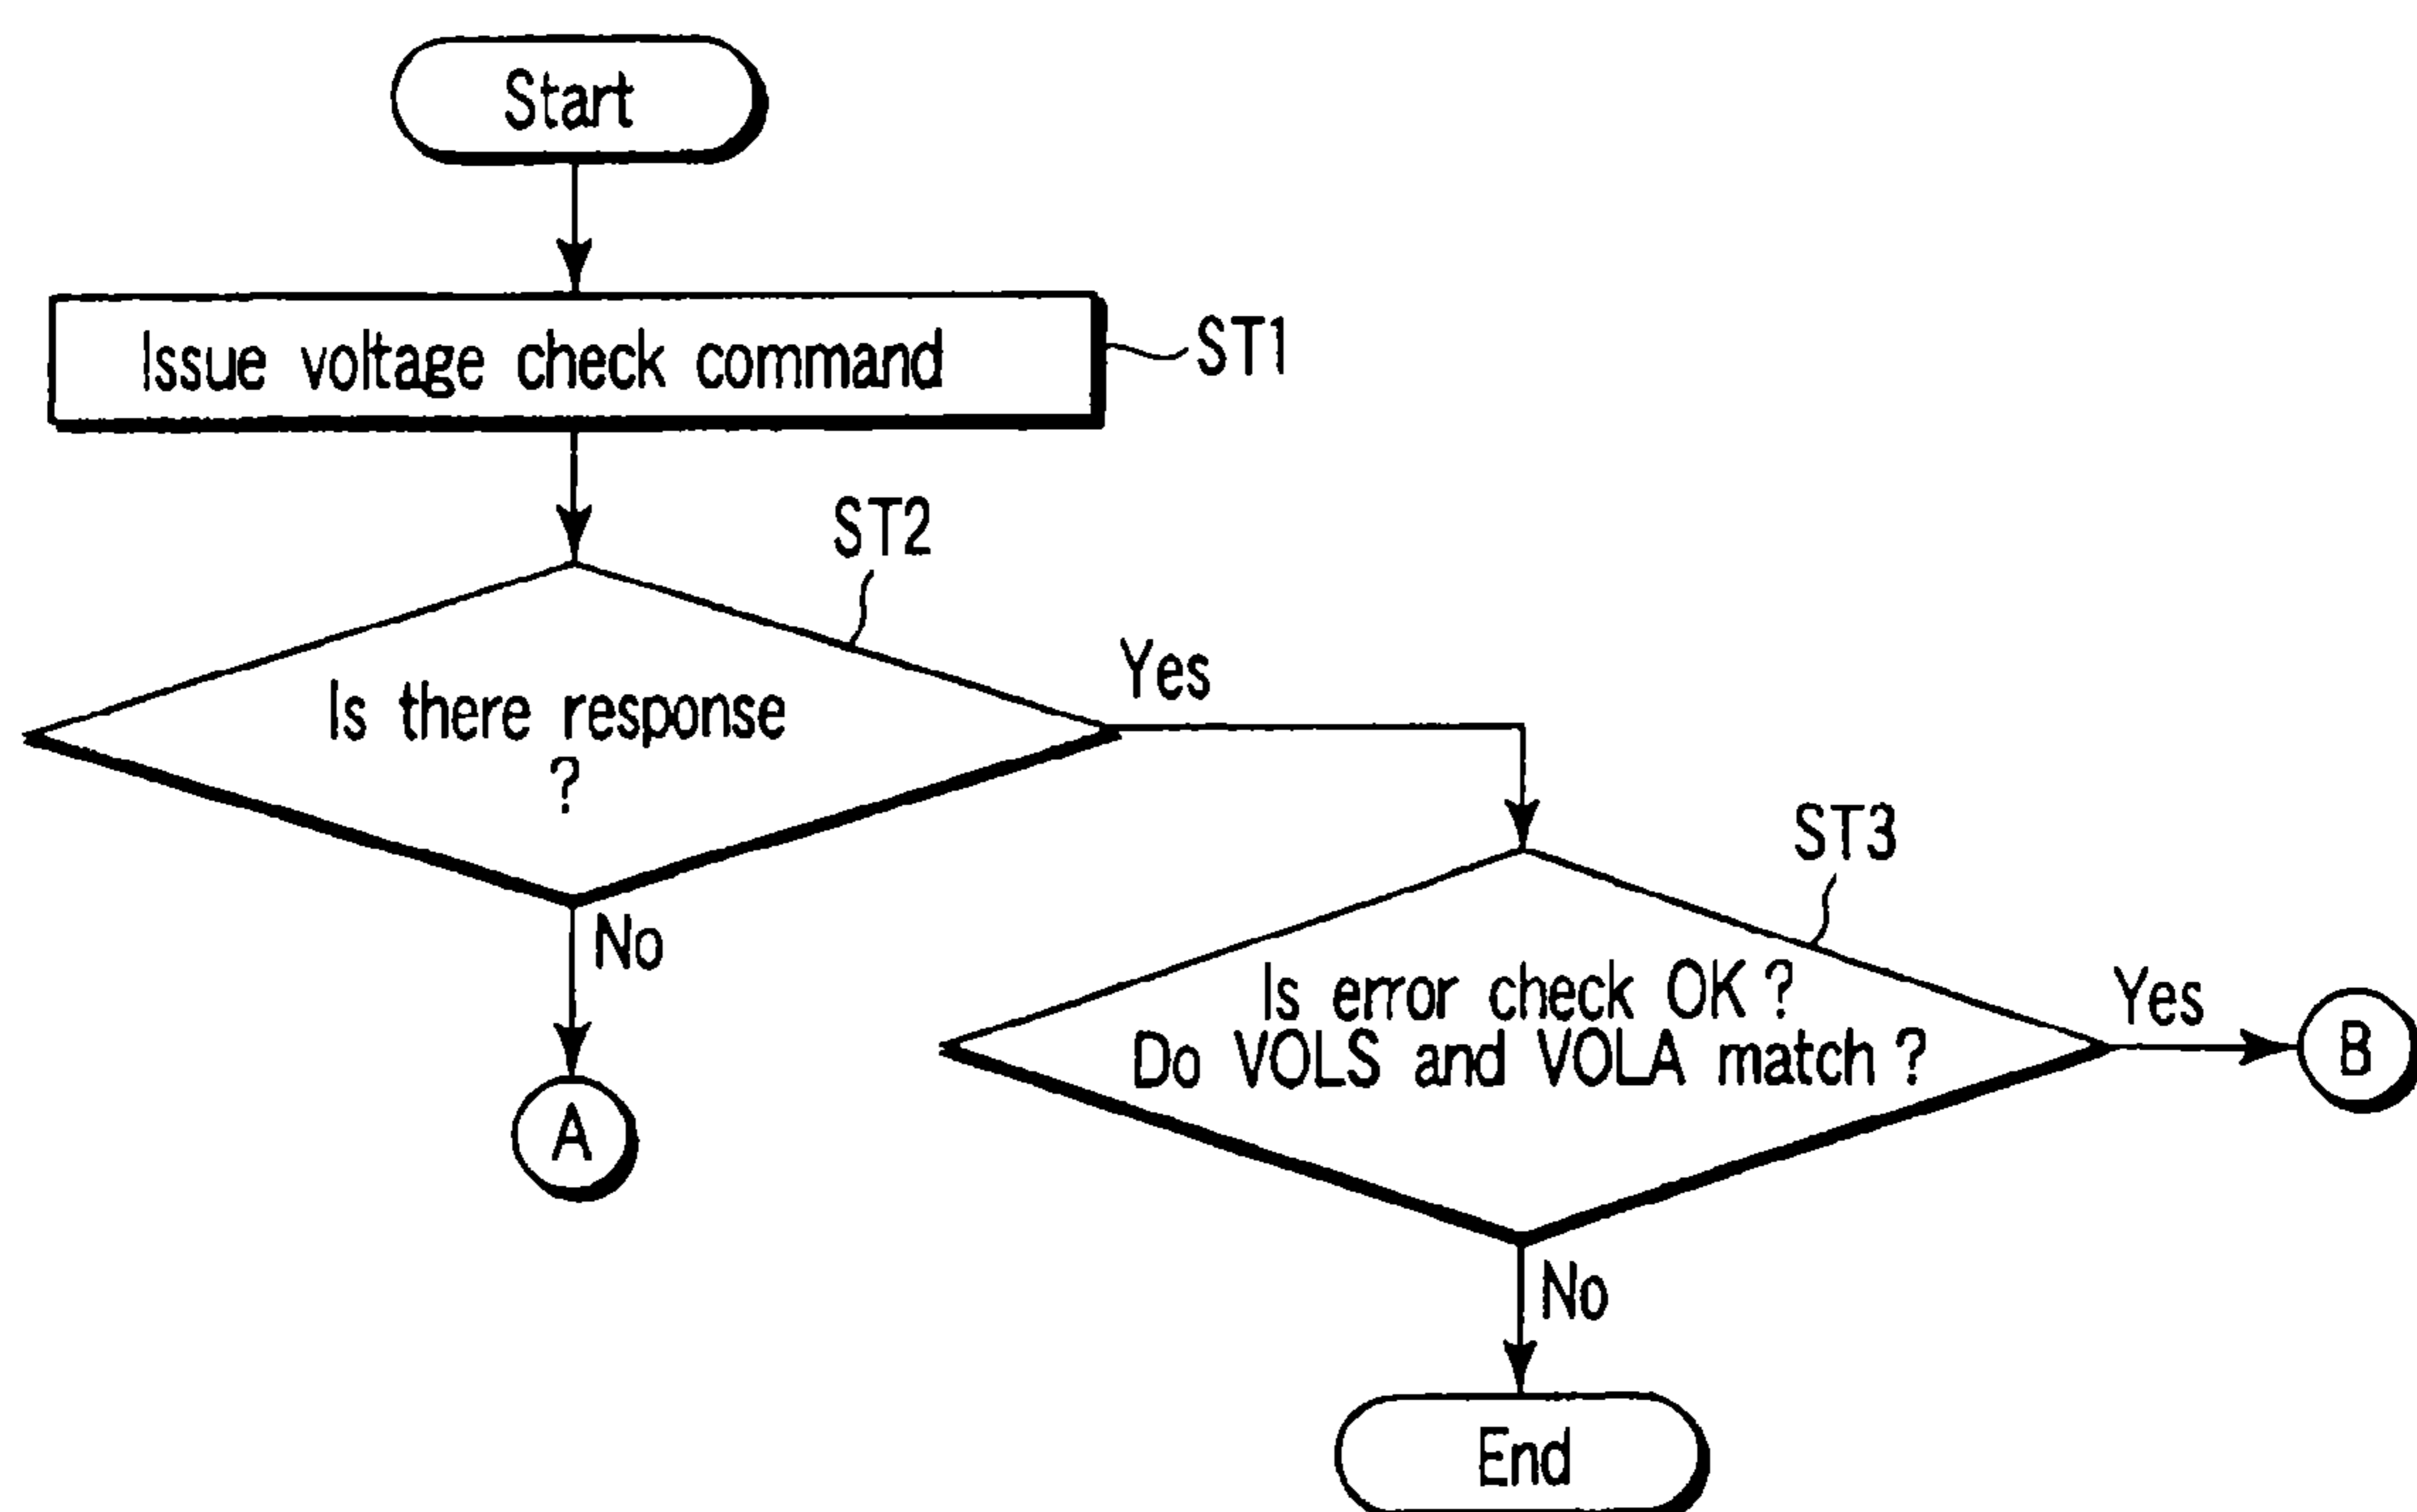 Start
Issue voltage check command
ST1
ST2
Is there response
?
Yes
No
A
ST3
Is error check OK ?
Do VOLS and VOLA match ?
Yes
B
No
End